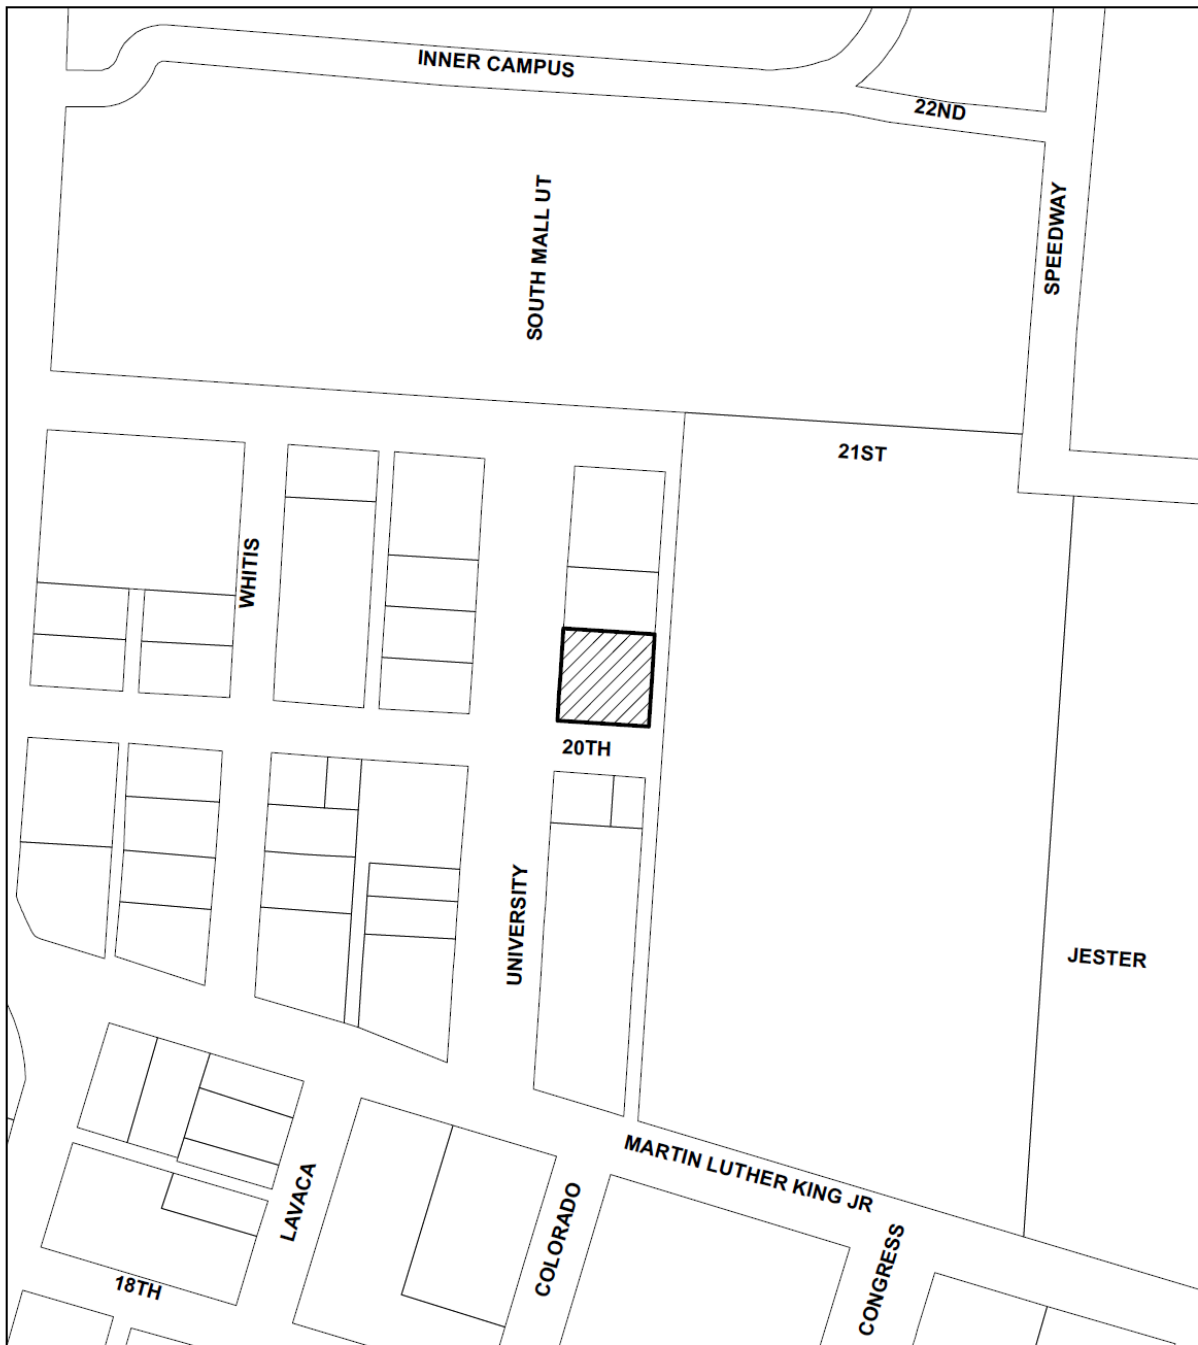 INNER CAMPUS
22ND
SOUTH MALL UT
SPEEDWAY
21ST
WHITIS
20TH
UNIVERSITY
JESTER
MARTIN LUTHER KING JR
LAVACA
COLORADO
CONGRESS
18TH